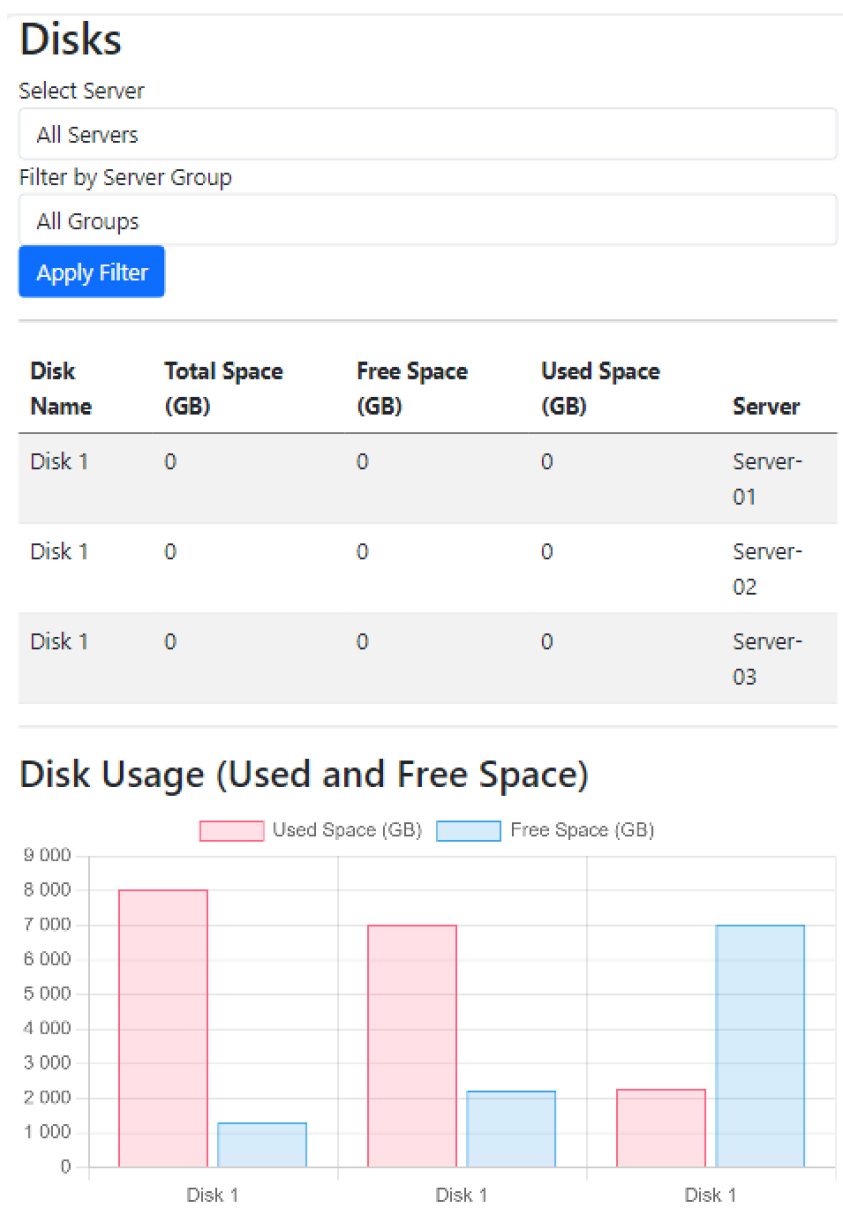 Disks
Select Server
All Servers
Filter by Server Group
All Groups
Apply Filter
Disk Name Total Space (GB) Free Space (GB) Used Space (GB) Server
Disk 1 0 0 0 Server-01
Disk 1 0 0 0 Server-02
Disk 1 0 0 0 Server-03
Disk Usage (Used and Free Space)
Used Space (GB) Free Space (GB)
9 000
8 000
7 000
6 000
5 000
4 000
3 000
2 000
1 000
0
Disk 1 Disk 1 Disk 1